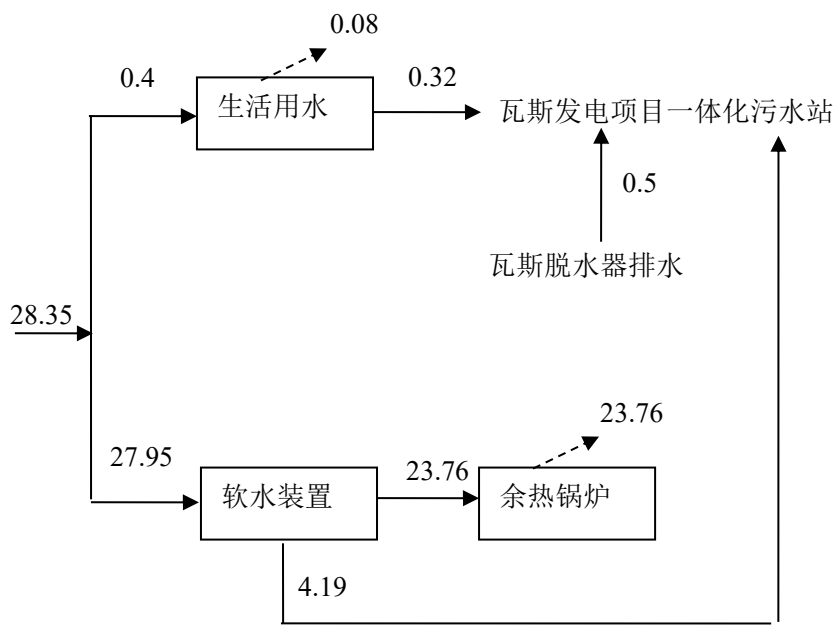 0.08
0.4
0.32
生活用水
瓦斯发电项目一体化污水站
0.5
瓦斯脱水器排水
28.35
23.76
27.95
23.76
软水装置
余热锅炉
4.19